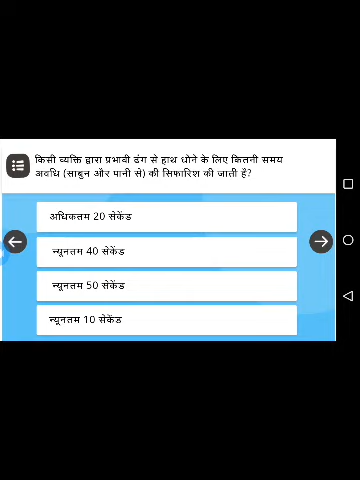 किसी व्यक्ति द्वारा प्रभावी ढंग से हाथ धोने के लिए कितनी समय
अवधि (साबुन और पानी से) की सिफारिश की जाती है?
अधिकतम 20 सेकेंड
न्यूनतम 40 सेकेंड
न्यूनतम 50 सेकेंड
न्यूनतम 10 सेकेंड